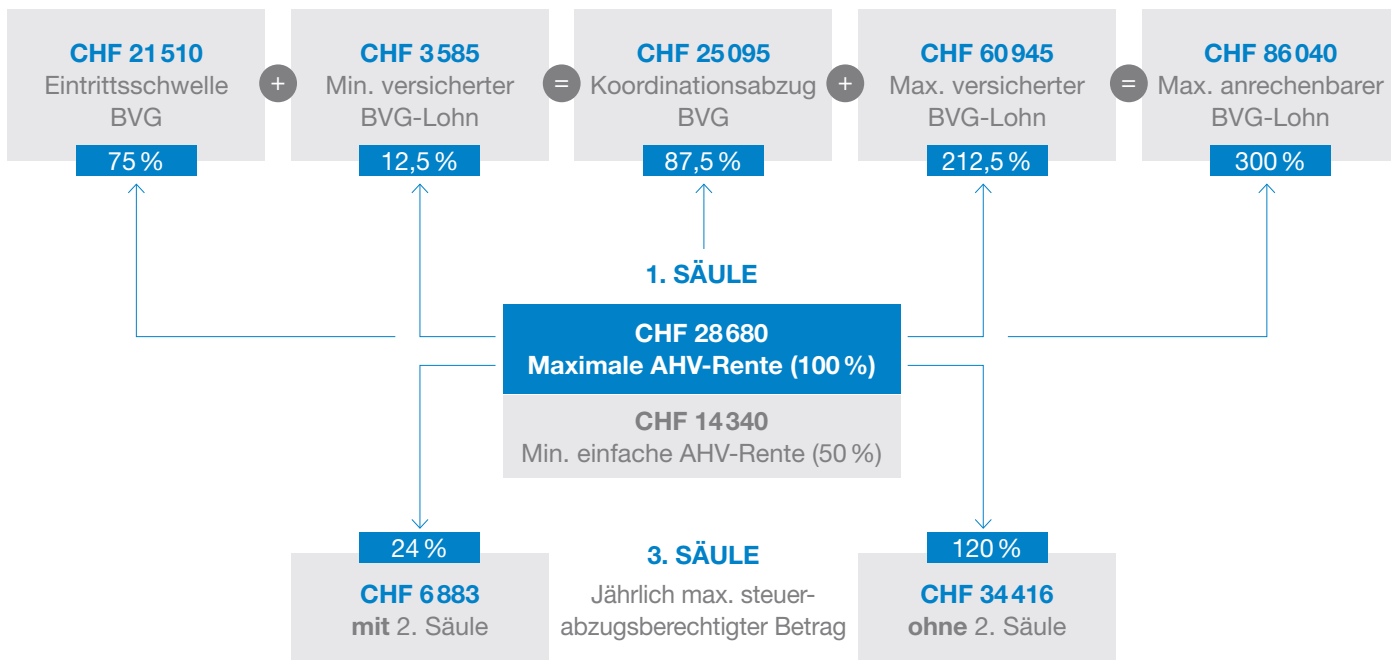 CHF 21 510
Eintrittsschwelle
BVG
75 %
+
CHF 3 585
Min. versicherter
BVG-Lohn
12,5 %
=
CHF 25 095
Koordinationsabzug
BVG
87,5 %
+
CHF 60 945
Max. versicherter
BVG-Lohn
212,5 %
=
CHF 86 040
Max. anrechenbarer
BVG-Lohn
300 %
1. SÄULE
CHF 28 680
Maximale AHV-Rente (100 %)
CHF 14 340
Min. einfache AHV-Rente (50 %)
24 %
CHF 6 883
mit 2. Säule
3. SÄULE
Jährlich max. steuer-
abzugsberechtigter Betrag
120 %
CHF 34 416
ohne 2. Säule